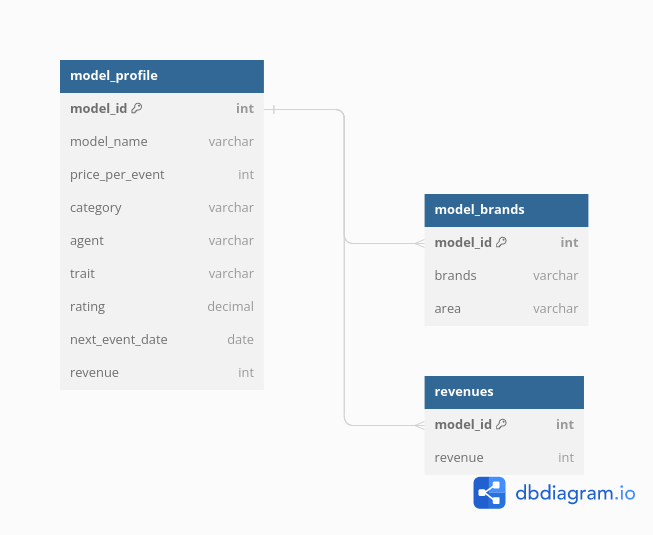 model_profile
model_id int
model_name varchar
price_per_event int
category varchar
agent varchar
trait varchar
rating decimal
next_event_date date
revenue int
model_brands
model_id int
brands varchar
area varchar
revenues
model_id int
revenue int
dbdiagram.io